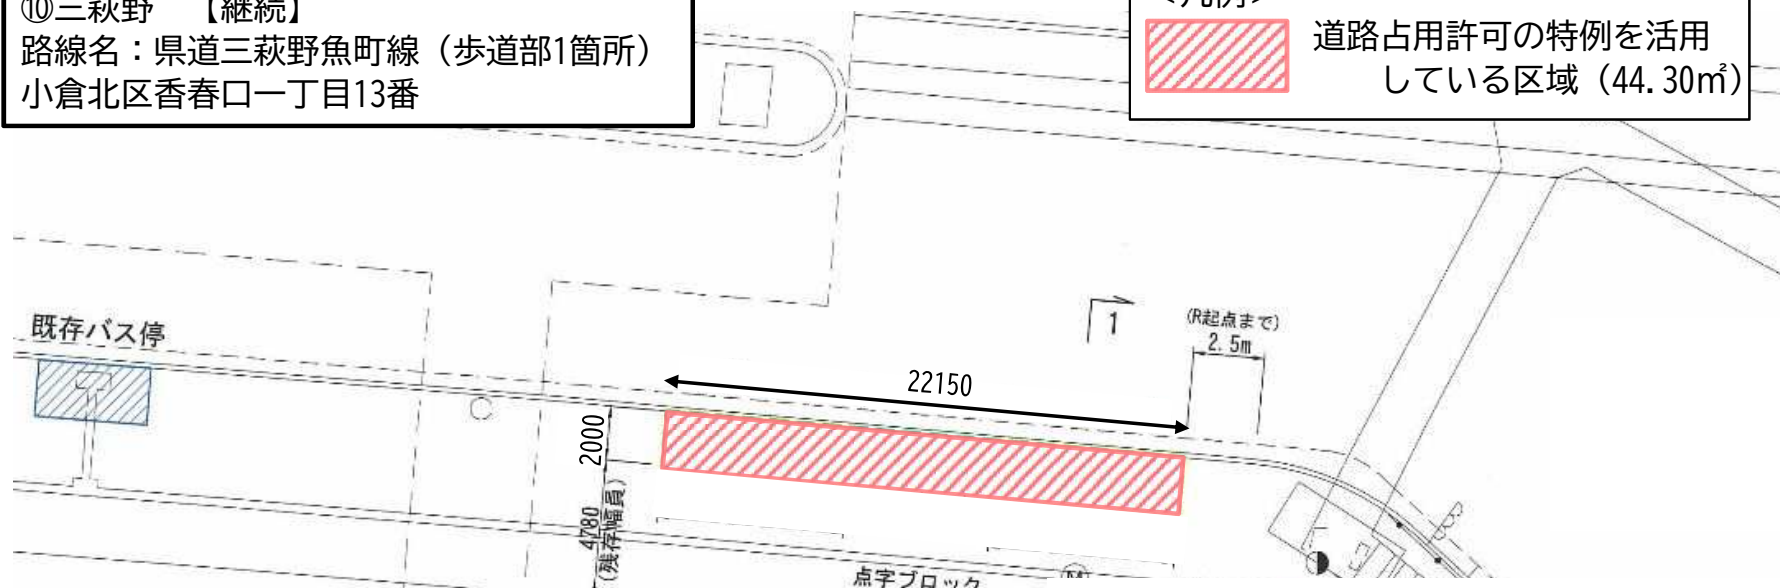 ⑩三萩野　【継続】
路線名：県道三萩野魚町線（歩道部1箇所）
小倉北区香春口一丁目13番
＜凡例＞
道路占用許可の特例を活用
している区域（44.30㎡）
既存バス停
1
(R起点まで)
2.5m
22150
2000
4780
(残存幅員)
点字ブロック